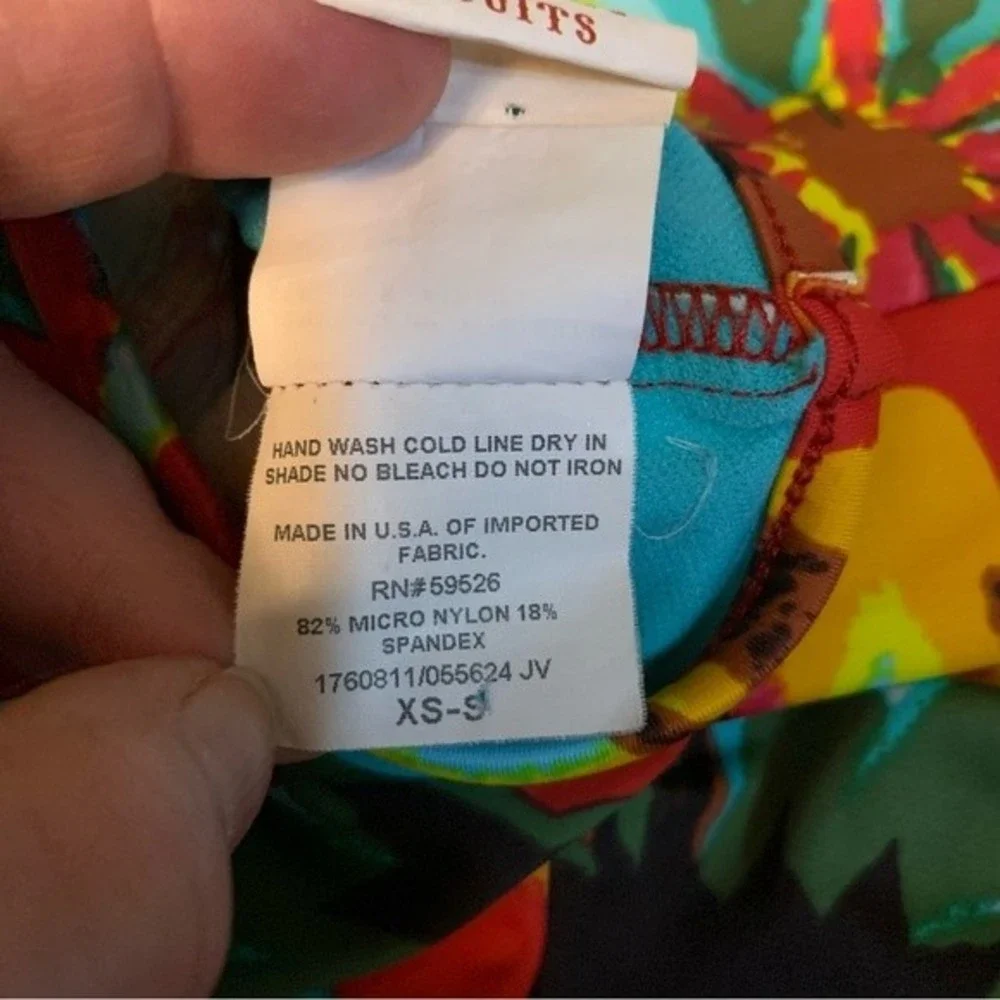 HAND WASH COLD LINE DRY IN
SHADE NO BLEACH DO NOT IRON
MADE IN U.S.A. OF IMPORTED
FABRIC.
RN#59526
82% MICRO NYLON 18%
SPANDEX
1760811/055624 JV
XS-S